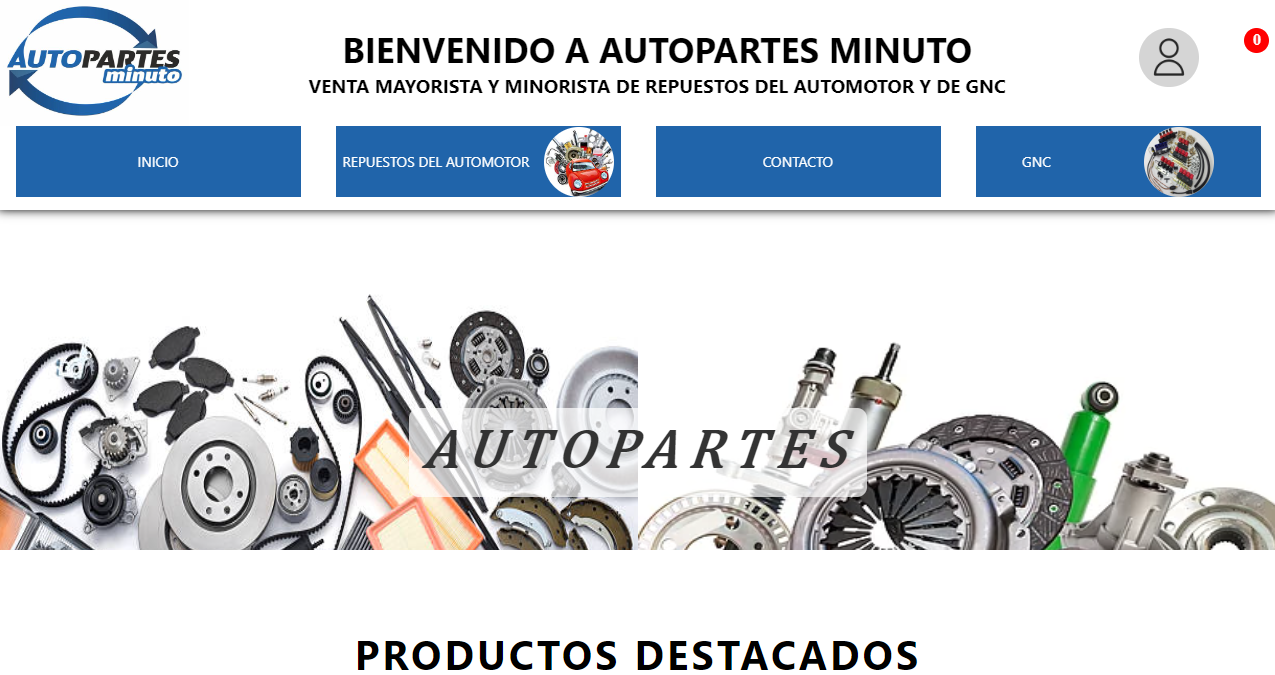 AUTOPARTES
minuto
BIENVENIDO A AUTOPARTES MINUTO
VENTA MAYORISTA Y MINORISTA DE REPUESTOS DEL AUTOMOTOR Y DE GNC
0
INICIO
REPUESTOS DEL AUTOMOTOR
CONTACTO
GNC
AUTOPARTES
PRODUCTOS DESTACADOS